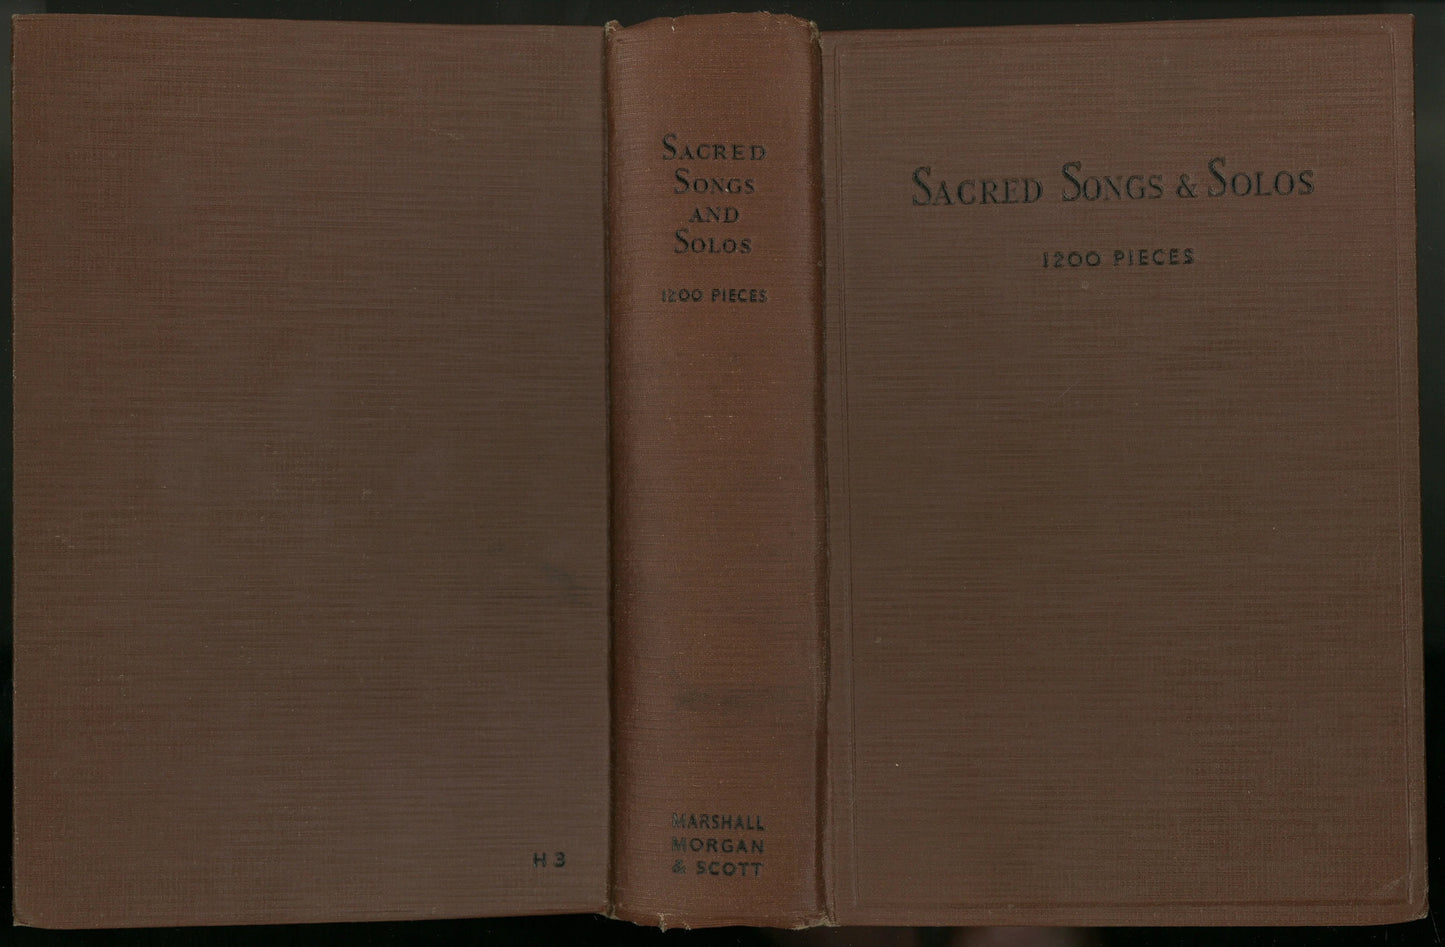 SACRED
SONGS
AND
SOLOS
1200 PIECES
MARSHALL
MORGAN
& SCOTT
SACRED SONGS & SOLOS
1200 PIECES
H 3